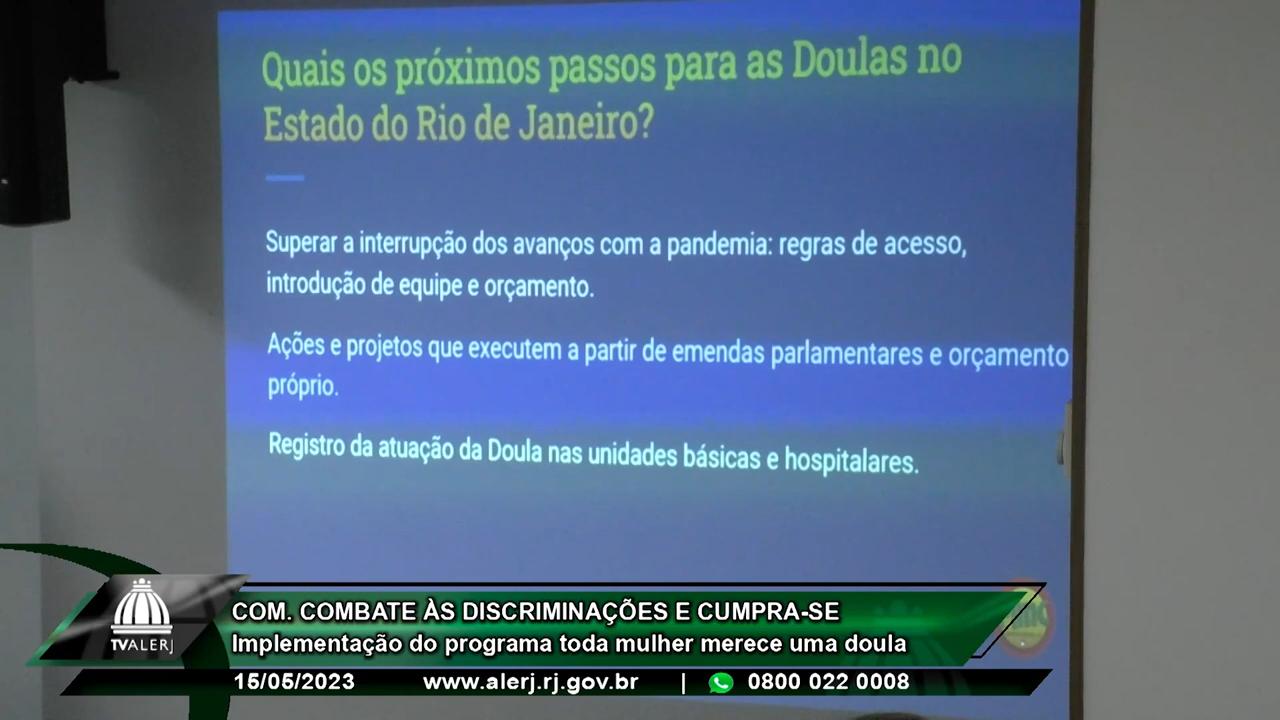 Quais os próximos passos para as Doulas no
Estado do Rio de Janeiro?
Superar a interrupção dos avanços com a pandemia: regras de acesso,
introdução de equipe e orçamento.
Ações e projetos que executem a partir de emendas parlamentares e orçamento
próprio.
Registro da atuação da Doula nas unidades básicas e hospitalares.
COM. COMBATE ÀS DISCRIMINAÇÕES E CUMPRA-SE
Implementação do programa toda mulher merece uma doula
TVALERJ
15/05/2023 www.alerj.rj.gov.br | 0800 022 0008